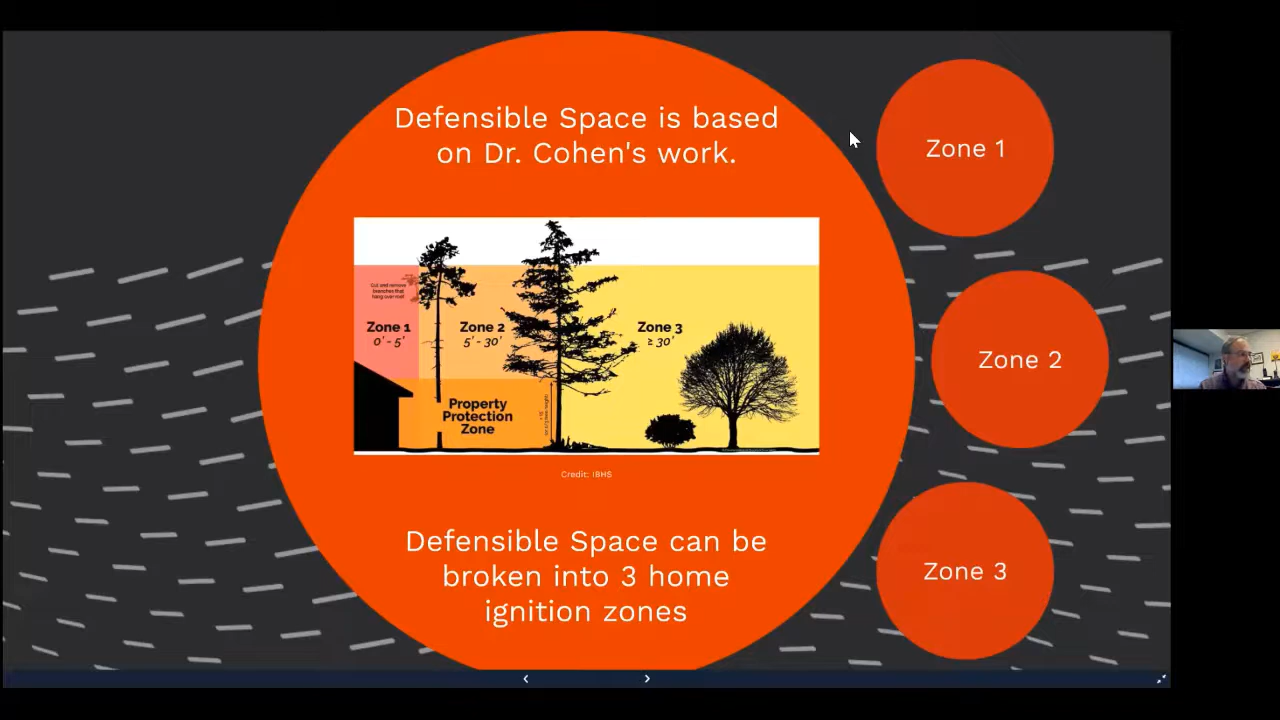 Defensible Space is based
on Dr. Cohen's work.
Cut and remove
branches that
hang over roof
Zone 1
0' - 5'
Zone 2
5' - 30'
Zone 3
≥ 30'
Property
Protection
Zone
Credit: IBHS
Defensible Space can be
broken into 3 home
ignition zones
Zone 1
Zone 2
Zone 3